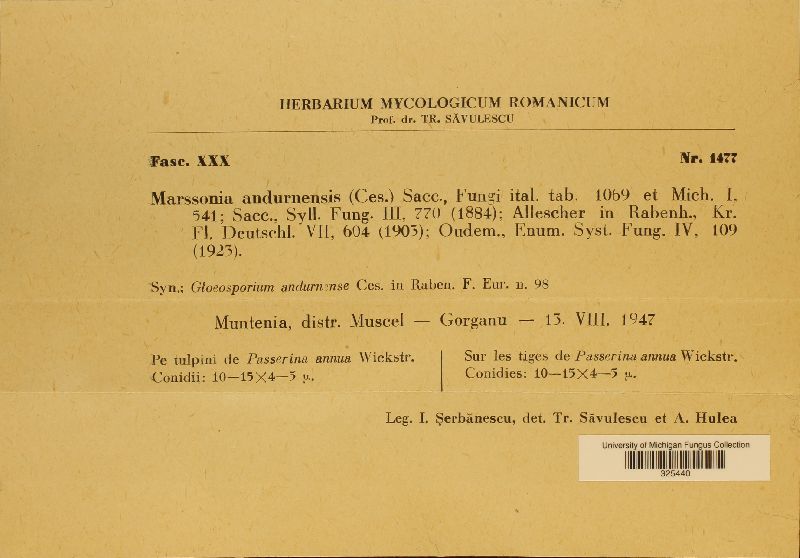 HERBARIUM MYCOLOGICUM ROMANICUM
Prof. dr. TR. SĂVULESCU
Fasc. XXX Nr. 1477
Marssonia andurnensis (Ces.) Sacc., Fungi ital. tab. 1069 et Mich. I,
541; Sacc., Syll. Fung. III, 770 (1884); Allescher in Rabenh., Kr.
Fl. Deutschl. VII, 604 (1903); Oudem., Enum. Syst. Fung. IV, 109
(1923).
Syn.; Gloeosporium andurnense Ces. in Raben. F. Eur. n. 98
Muntenia, distr. Muscel — Gorganu — 13. VIII. 1947
Pe tulpini de Passerina annua Wickstr.
Conidii: 10—15×4—5 µ.
Sur les tiges de Passerina annua Wickstr.
Conidies: 10—15×4—5 µ.
Leg. I. Șerbănescu, det. Tr. Săvulescu et A. Hulea
University of Michigan Fungus Collection
325440